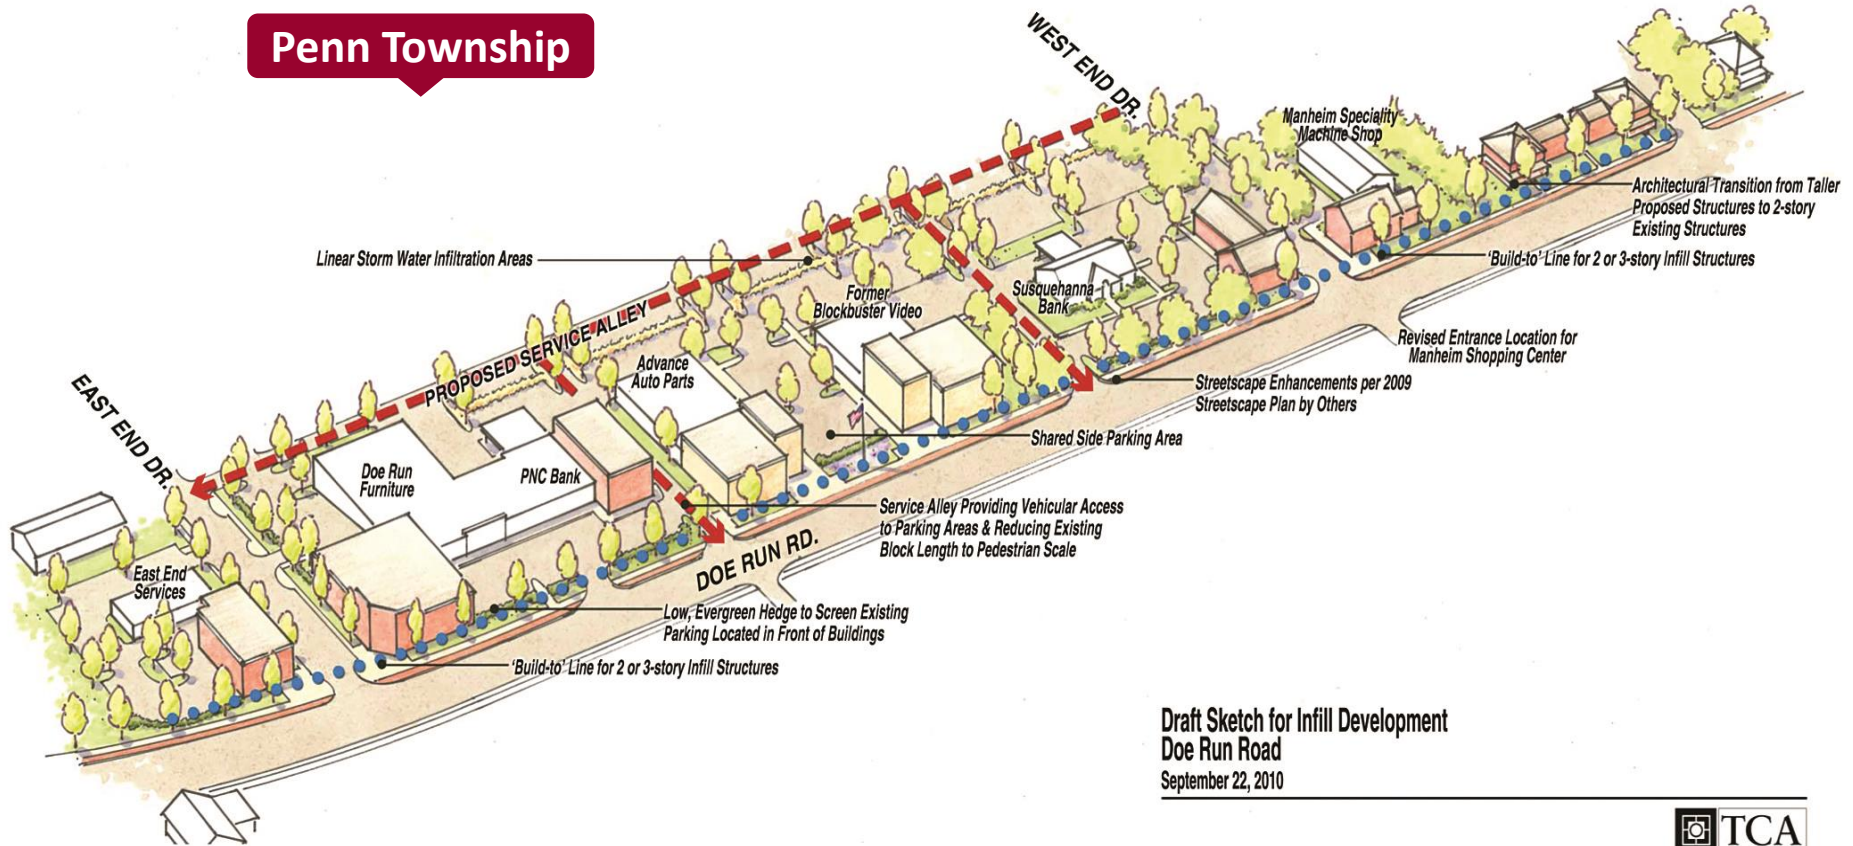 Penn Township
WEST END DR.
Manheim Speciality
Machine Shop
Architectural Transition from Taller
Proposed Structures to 2-story
Existing Structures
'Build-to' Line for 2 or 3-story Infill Structures
Linear Storm Water Infiltration Areas
Former
Blockbuster Video
Susquehanna
Bank
Revised Entrance Location for
Manheim Shopping Center
PROPOSED SERVICE ALLEY
Advance
Auto Parts
Streetscape Enhancements per 2009
Streetscape Plan by Others
EAST END DR.
Shared Side Parking Area
Doe Run
Furniture
PNC Bank
Service Alley Providing Vehicular Access
to Parking Areas & Reducing Existing
Block Length to Pedestrian Scale
DOE RUN RD.
East End
Services
Low, Evergreen Hedge to Screen Existing
Parking Located in Front of Buildings
'Build-to' Line for 2 or 3-story Infill Structures
Draft Sketch for Infill Development
Doe Run Road
September 22, 2010
TCA